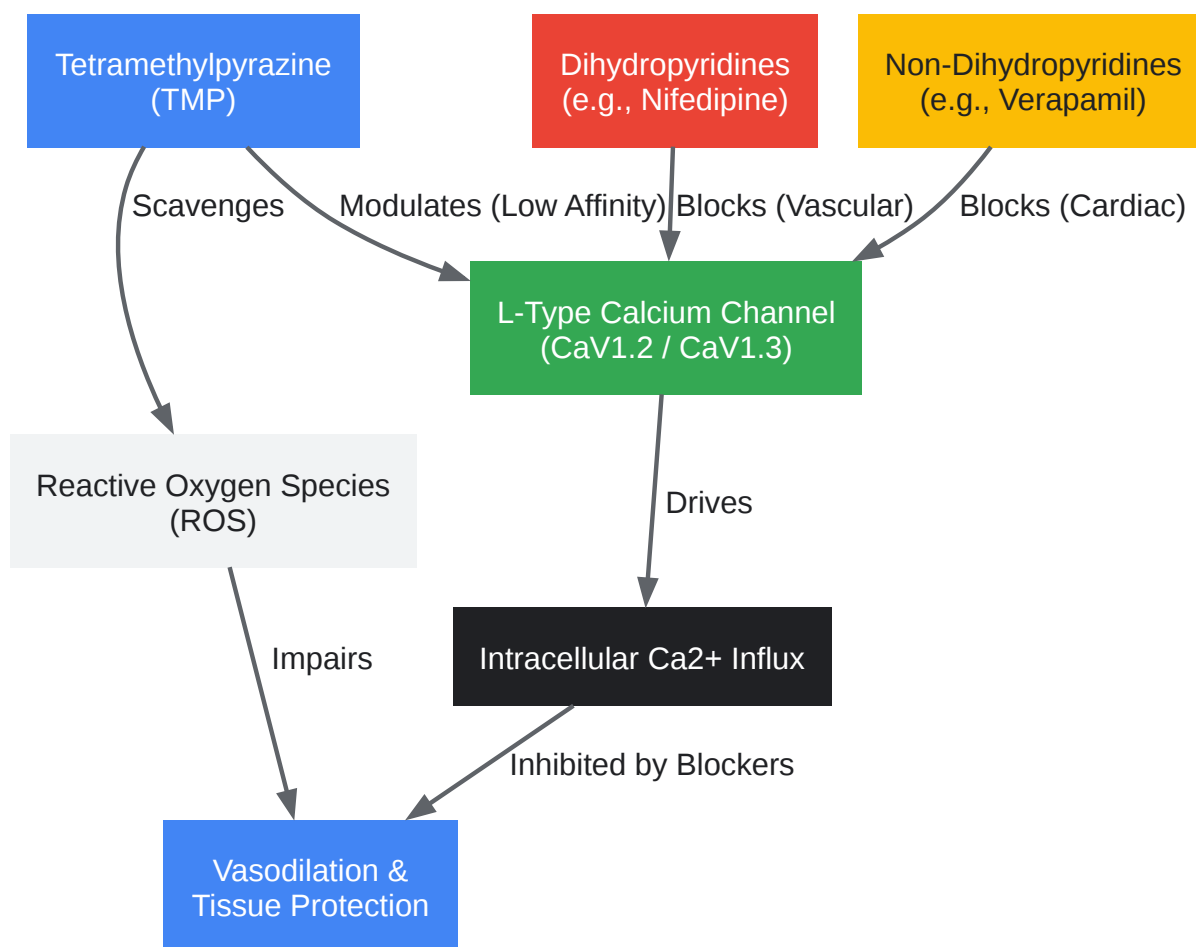 Tetramethylpyrazine
(TMP)
Dihydropyridines
(e.g., Nifedipine)
Non-Dihydropyridines
(e.g., Verapamil)
Scavenges
Modulates (Low Affinity)
Blocks (Vascular)
Blocks (Cardiac)
L-Type Calcium Channel
(CaV1.2 / CaV1.3)
Reactive Oxygen Species
(ROS)
Drives
Impairs
Intracellular Ca2+ Influx
Inhibited by Blockers
Vasodilation &
Tissue Protection